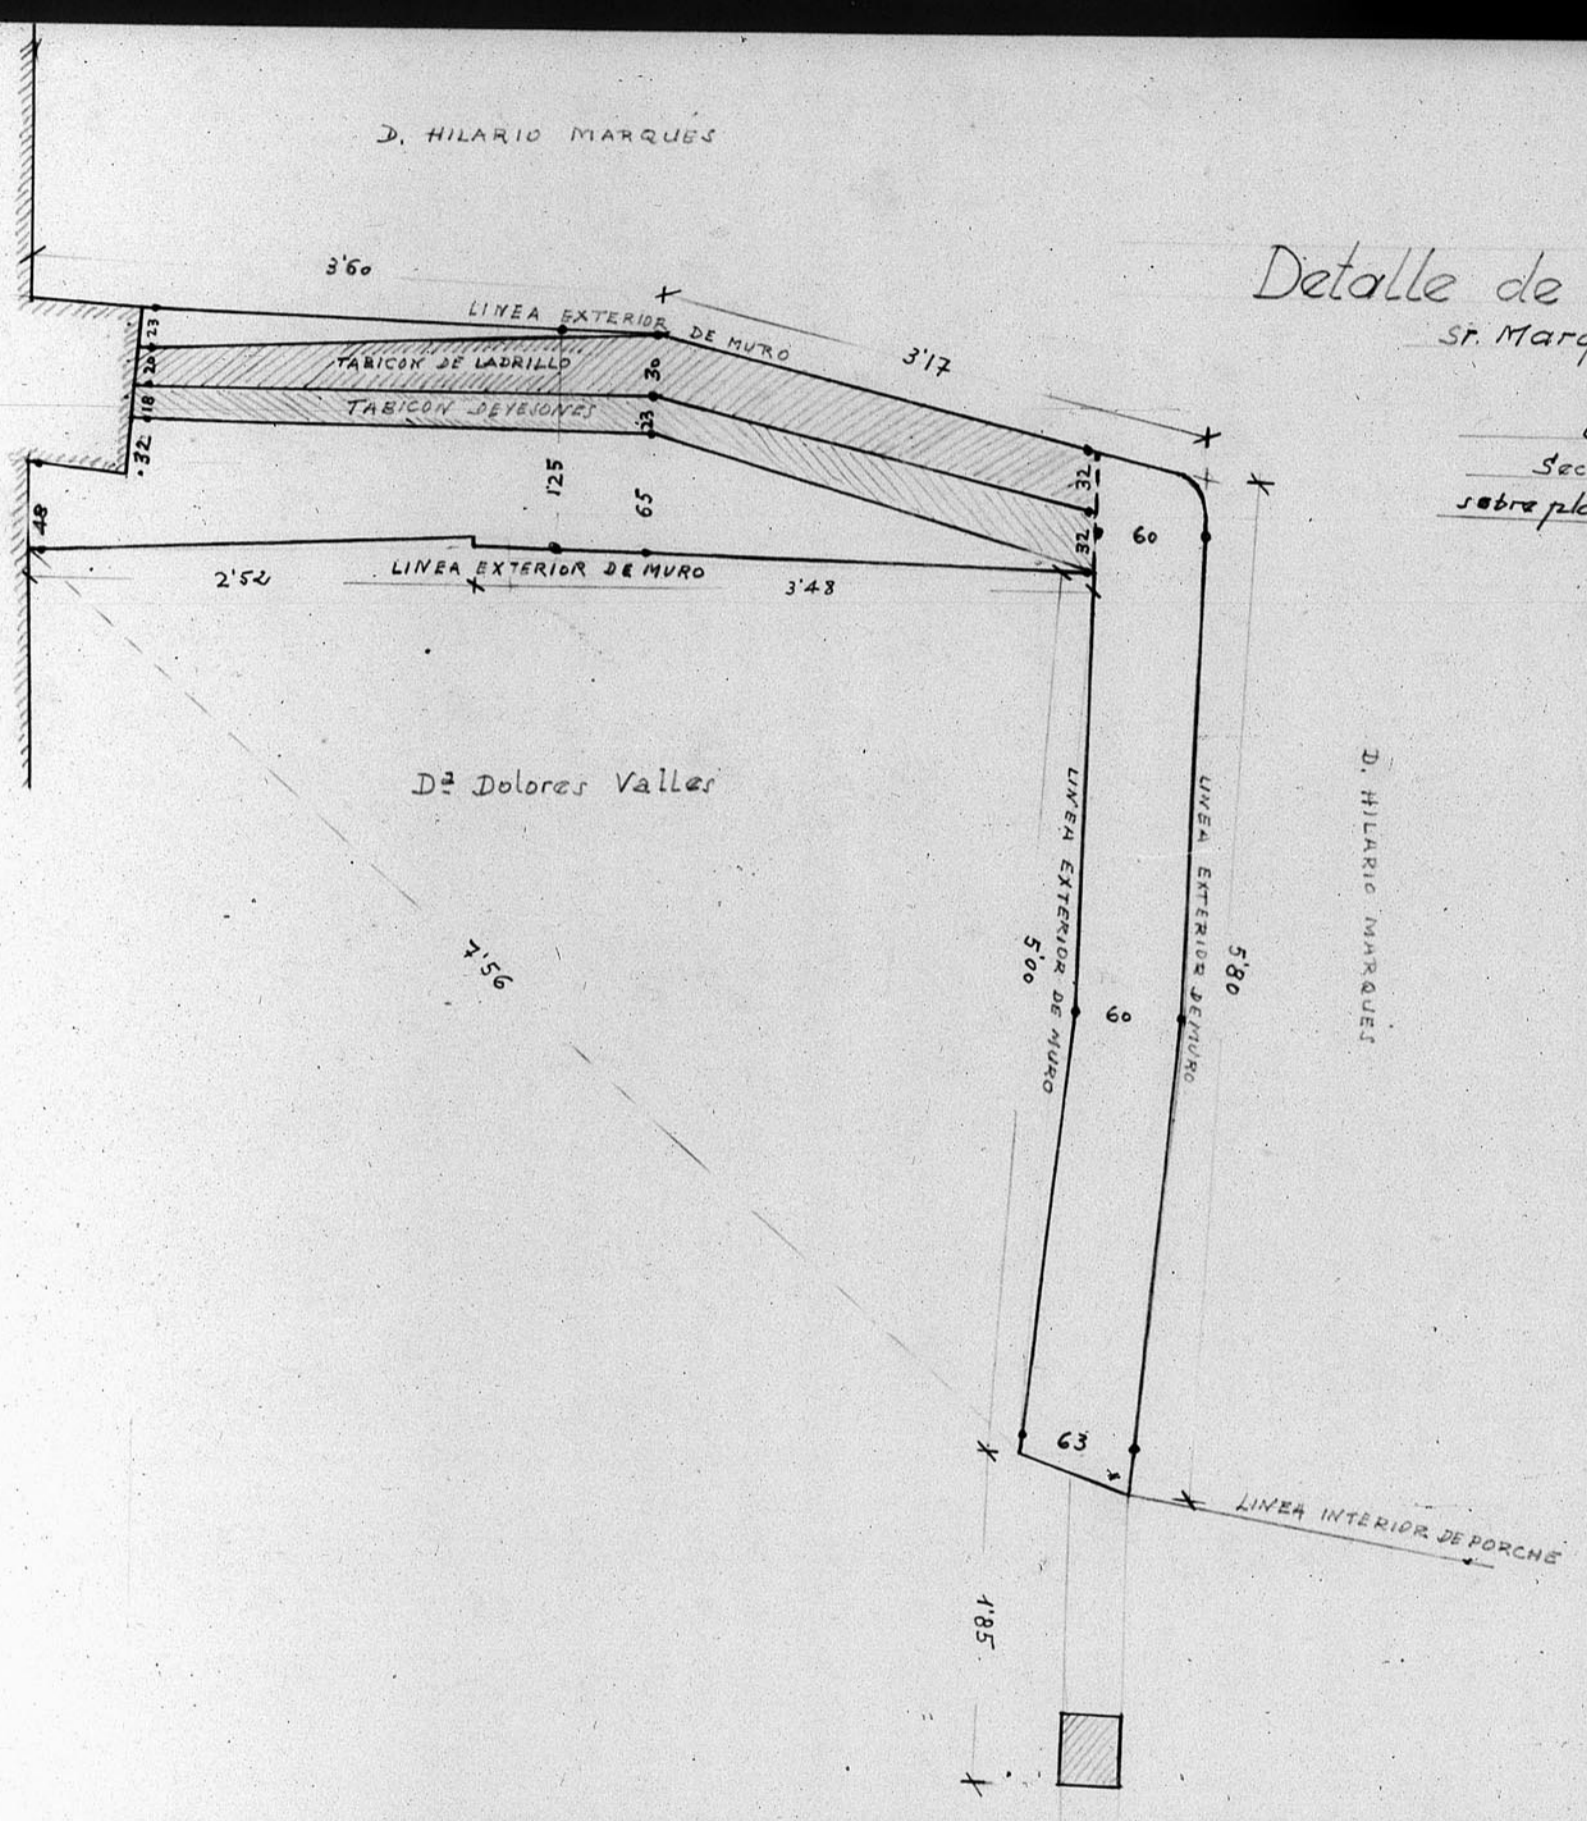 D. HILARIO MARQUÉS
Detalle de
Sr. Marq
Sec
sobre pla
3'60
LINEA EXTERIOR DE MURO
3'17
23
TABICON DE LADRILLO
20
30
TABICON DE YESONES
18
23
32
125
65
32
32
60
48
LINEA EXTERIOR DE MURO
2'52
3'48
Dª Dolores Valles
LINEA EXTERIOR DE MURO
LINEA EXTERIOR DE MURO
D. HILARIO MARQUÉS
7'56
5'00
5'80
60
63
LINEA INTERIOR DE PORCHE
1'85